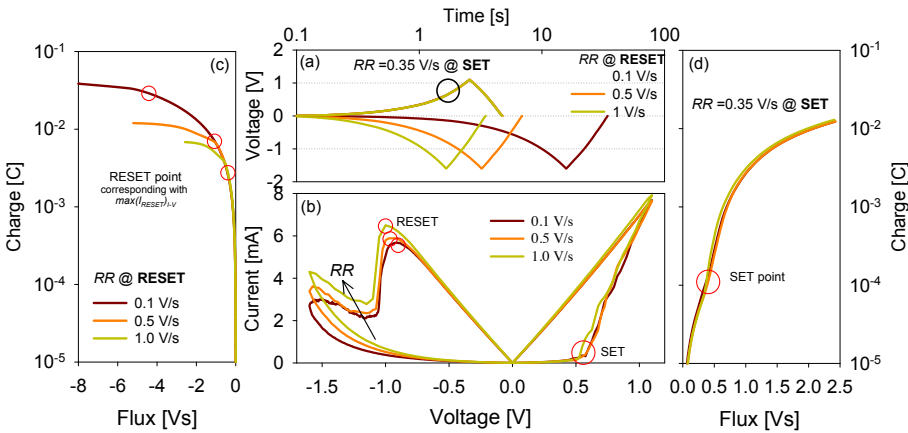 Time [s]
0.1 1 10 100
(a)
RR =0.35 V/s @ SET
RR @ RESET
0.1 V/s
0.5 V/s
1 V/s
Voltage [V]
2
1
0
-1
-2
(b)
RESET
0.1 V/s
0.5 V/s
1.0 V/s
RR
SET
Current [mA]
8
6
4
2
0
-1.5 -1.0 -0.5 0.0 0.5 1.0
Voltage [V]
(c)
Charge [C]
10-1
10-2
10-3
10-4
10-5
RESET point
corresponding with
max(IRESET)I-V
RR @ RESET
0.1 V/s
0.5 V/s
1.0 V/s
-8 -6 -4 -2 0
Flux [Vs]
(d)
RR =0.35 V/s @ SET
SET point
10-1
10-2
10-3
10-4
10-5
Charge [C]
0.0 0.5 1.0 1.5 2.0 2.5
Flux [Vs]